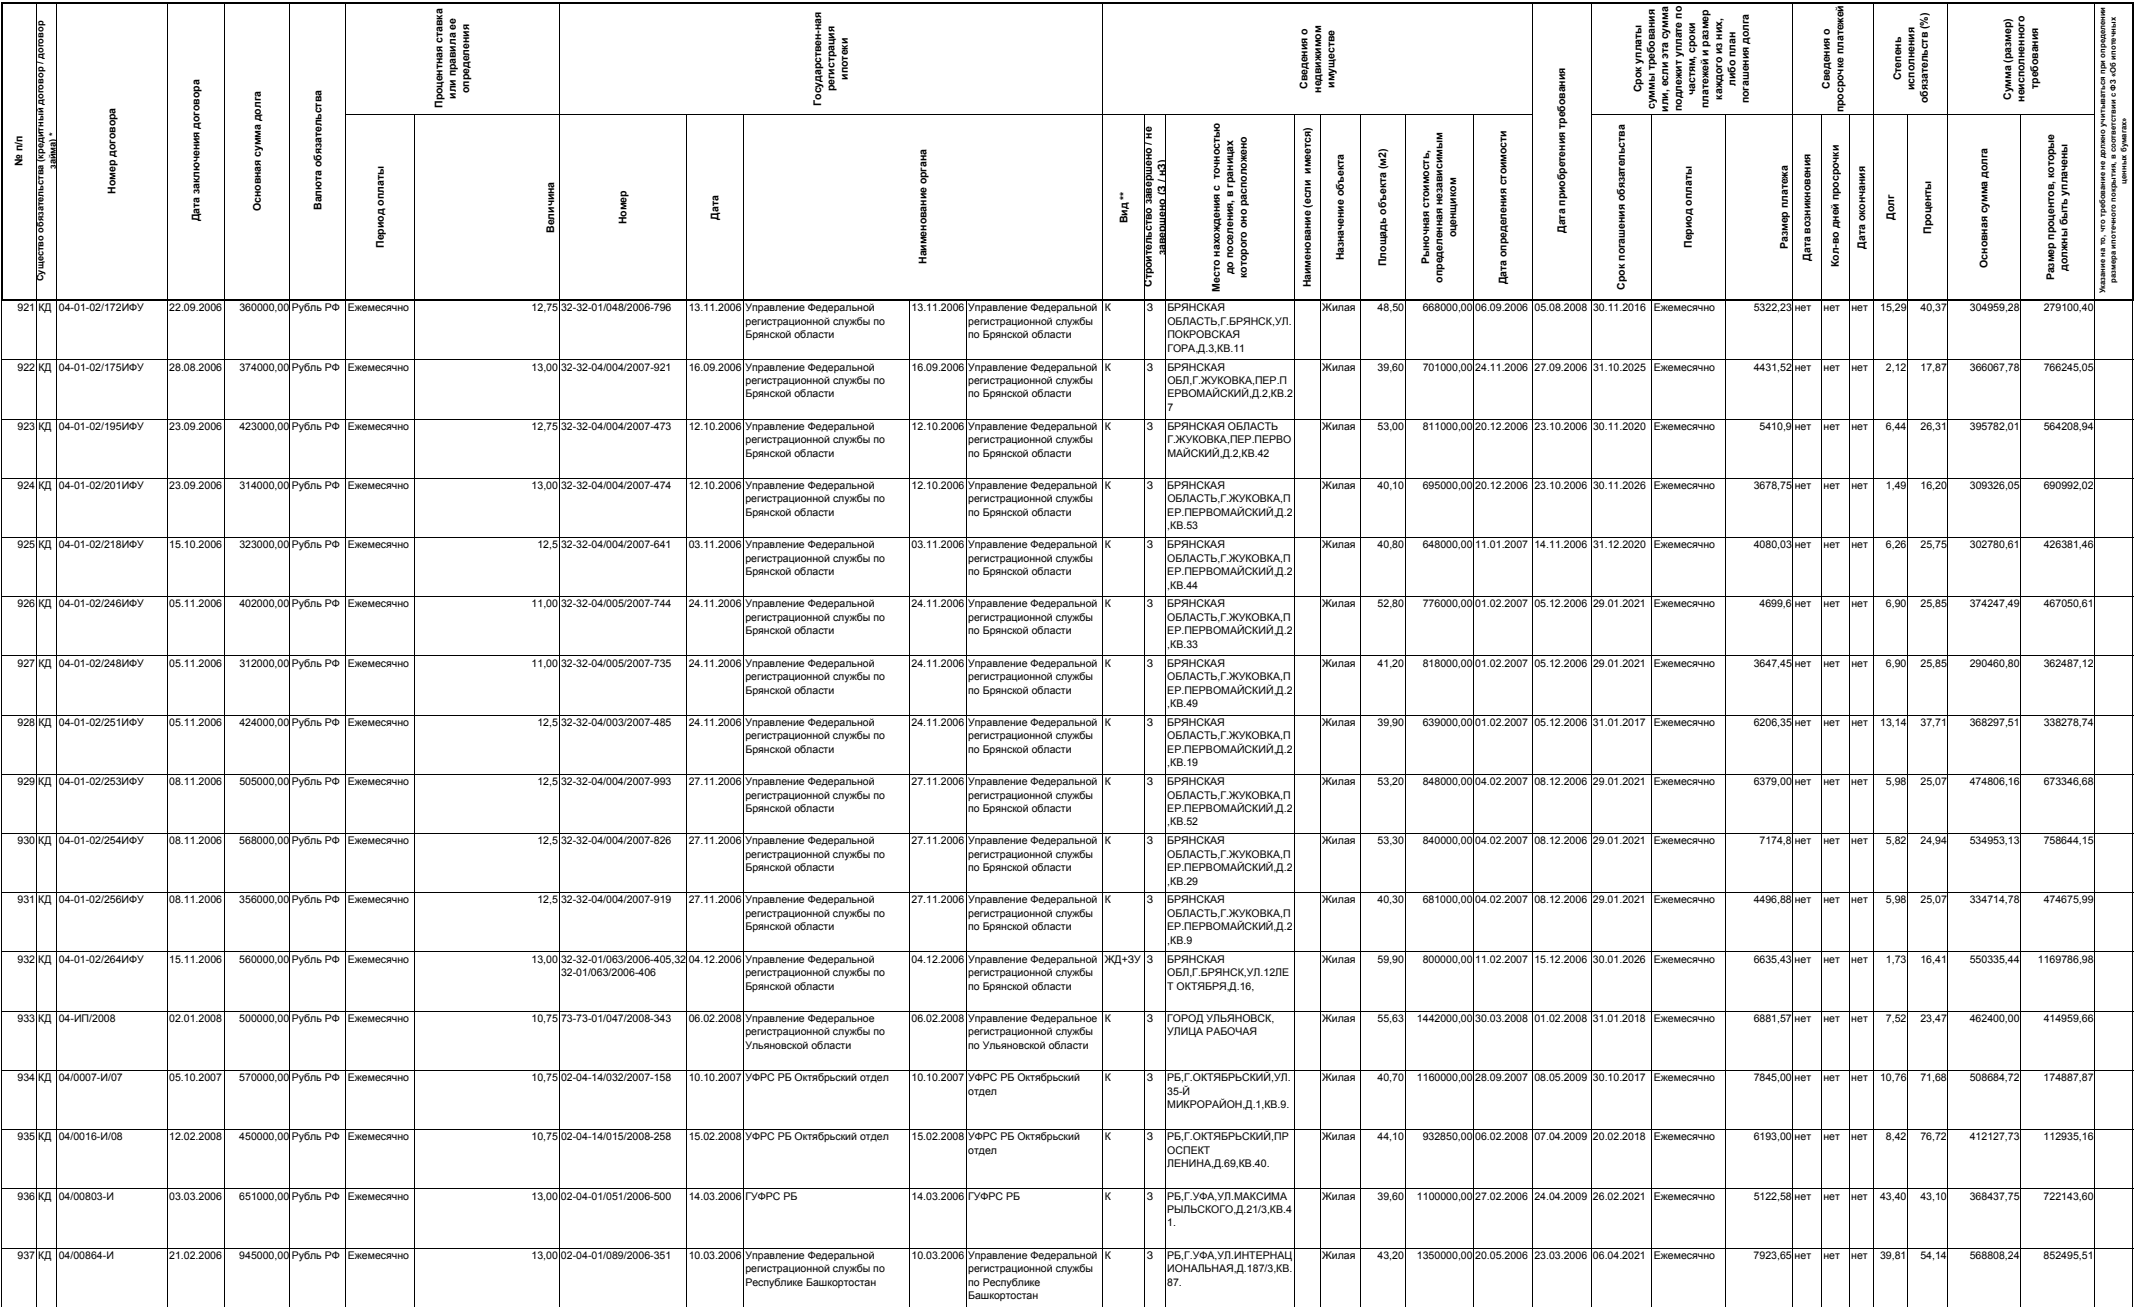 № п/п
Существо обязательства (кредитный договор / договор
займа) *
Номер договора
Дата заключения договора
Основная сумма долга
Валюта обязательства
Процентная ставка
или правила ее
определения
Период оплаты
Величина
Государствен-ная
регистрация
ипотеки
Номер
Дата
Наименование органа
Сведения о
недвижимом
имуществе
Вид **
Строительство завершено / не
завершено (З / нЗ)
Место нахождения с точностью
до поселения, в границах
которого оно расположено
Наименование (если имеется)
Назначение объекта
Площадь объекта (м2)
Рыночная стоимость,
определенная независимым
оценщиком
Дата определения стоимости
Дата приобретения требования
Срок уплаты
суммы требования
или, если эта сумма
подлежит уплате по
частям, сроки
платежей и размер
каждого из них,
либо план
погашения долга
Срок погашения обязательства
Период оплаты
Размер платежа
Сведения о
просрочке платежей
Дата возникновения
Кол-во дней просрочки
Дата окончания
Степень
исполнения
обязательств (%)
Долг
Проценты
Сумма (размер)
неисполненного
требования
Основная сумма долга
Размер процентов, которые
должны быть уплачены
Указание на то, что требование не должно учитываться при определении
размера ипотечного покрытия, в соответствии с ФЗ «Об ипотечных
ценных бумагах»
921 КД 04-01-02/172ИФУ 22.09.2006 360000,00 Рубль РФ Ежемесячно 12,75 32-32-01/048/2006-796 13.11.2006 Управление Федеральной 13.11.2006 Управление Федеральной К З БРЯНСКАЯ Жилая 48,50 668000,00 06.09.2006 05.08.2008 30.11.2016 Ежемесячно 5322,23 нет нет нет 15,29 40,37 304959,28 279100,40
регистрационной службы по регистрационной службы ОБЛАСТЬ,Г.БРЯНСК,УЛ.
Брянской области по Брянской области ПОКРОВСКАЯ
ГОРА,Д.3,КВ.11
922 КД 04-01-02/175ИФУ 28.08.2006 374000,00 Рубль РФ Ежемесячно 13,00 32-32-04/004/2007-921 16.09.2006 Управление Федеральной 16.09.2006 Управление Федеральной К З БРЯНСКАЯ Жилая 39,60 701000,00 24.11.2006 27.09.2006 31.10.2025 Ежемесячно 4431,52 нет нет нет 2,12 17,87 366067,78 766245,05
регистрационной службы по регистрационной службы ОБЛ,Г.ЖУКОВКА,ПЕР.П
Брянской области по Брянской области ЕРВОМАЙСКИЙ,Д.2,КВ.2
7
923 КД 04-01-02/195ИФУ 23.09.2006 423000,00 Рубль РФ Ежемесячно 12,75 32-32-04/004/2007-473 12.10.2006 Управление Федеральной 12.10.2006 Управление Федеральной К З БРЯНСКАЯ ОБЛАСТЬ Жилая 53,00 811000,00 20.12.2006 23.10.2006 30.11.2020 Ежемесячно 5410,9 нет нет нет 6,44 26,31 395782,01 564208,94
регистрационной службы по регистрационной службы Г.ЖУКОВКА,ПЕР.ПЕРВО
Брянской области по Брянской области МАЙСКИЙ,Д.2,КВ.42
924 КД 04-01-02/201ИФУ 23.09.2006 314000,00 Рубль РФ Ежемесячно 13,00 32-32-04/004/2007-474 12.10.2006 Управление Федеральной 12.10.2006 Управление Федеральной К З БРЯНСКАЯ Жилая 40,10 695000,00 20.12.2006 23.10.2006 30.11.2026 Ежемесячно 3678,75 нет нет нет 1,49 16,20 309326,05 690992,02
регистрационной службы по регистрационной службы ОБЛАСТЬ,Г.ЖУКОВКА,П
Брянской области по Брянской области ЕР.ПЕРВОМАЙСКИЙ,Д.2
,КВ.53
925 КД 04-01-02/218ИФУ 15.10.2006 323000,00 Рубль РФ Ежемесячно 12,5 32-32-04/004/2007-641 03.11.2006 Управление Федеральной 03.11.2006 Управление Федеральной К З БРЯНСКАЯ Жилая 40,80 648000,00 11.01.2007 14.11.2006 31.12.2020 Ежемесячно 4080,03 нет нет нет 6,26 25,75 302780,61 426381,46
регистрационной службы по регистрационной службы ОБЛАСТЬ,Г.ЖУКОВКА,П
Брянской области по Брянской области ЕР.ПЕРВОМАЙСКИЙ,Д.2
,КВ.44
926 КД 04-01-02/246ИФУ 05.11.2006 402000,00 Рубль РФ Ежемесячно 11,00 32-32-04/005/2007-744 24.11.2006 Управление Федеральной 24.11.2006 Управление Федеральной К З БРЯНСКАЯ Жилая 52,80 776000,00 01.02.2007 05.12.2006 29.01.2021 Ежемесячно 4699,6 нет нет нет 6,90 25,85 374247,49 467050,61
регистрационной службы по регистрационной службы ОБЛАСТЬ,Г.ЖУКОВКА,П
Брянской области по Брянской области ЕР.ПЕРВОМАЙСКИЙ,Д.2
,КВ.33
927 КД 04-01-02/248ИФУ 05.11.2006 312000,00 Рубль РФ Ежемесячно 11,00 32-32-04/005/2007-735 24.11.2006 Управление Федеральной 24.11.2006 Управление Федеральной К З БРЯНСКАЯ Жилая 41,20 818000,00 01.02.2007 05.12.2006 29.01.2021 Ежемесячно 3647,45 нет нет нет 6,90 25,85 290460,80 362487,12
регистрационной службы по регистрационной службы ОБЛАСТЬ,Г.ЖУКОВКА,П
Брянской области по Брянской области ЕР.ПЕРВОМАЙСКИЙ,Д.2
,КВ.49
928 КД 04-01-02/251ИФУ 05.11.2006 424000,00 Рубль РФ Ежемесячно 12,5 32-32-04/003/2007-485 24.11.2006 Управление Федеральной 24.11.2006 Управление Федеральной К З БРЯНСКАЯ Жилая 39,90 639000,00 01.02.2007 05.12.2006 31.01.2017 Ежемесячно 6206,35 нет нет нет 13,14 37,71 368297,51 338278,74
регистрационной службы по регистрационной службы ОБЛАСТЬ,Г.ЖУКОВКА,П
Брянской области по Брянской области ЕР.ПЕРВОМАЙСКИЙ,Д.2
,КВ.19
929 КД 04-01-02/253ИФУ 08.11.2006 505000,00 Рубль РФ Ежемесячно 12,5 32-32-04/004/2007-993 27.11.2006 Управление Федеральной 27.11.2006 Управление Федеральной К З БРЯНСКАЯ Жилая 53,20 848000,00 04.02.2007 08.12.2006 29.01.2021 Ежемесячно 6379,00 нет нет нет 5,98 25,07 474806,16 673346,68
регистрационной службы по регистрационной службы ОБЛАСТЬ,Г.ЖУКОВКА,П
Брянской области по Брянской области ЕР.ПЕРВОМАЙСКИЙ,Д.2
,КВ.52
930 КД 04-01-02/254ИФУ 08.11.2006 568000,00 Рубль РФ Ежемесячно 12,5 32-32-04/004/2007-826 27.11.2006 Управление Федеральной 27.11.2006 Управление Федеральной К З БРЯНСКАЯ Жилая 53,30 840000,00 04.02.2007 08.12.2006 29.01.2021 Ежемесячно 7174,8 нет нет нет 5,82 24,94 534953,13 758644,15
регистрационной службы по регистрационной службы ОБЛАСТЬ,Г.ЖУКОВКА,П
Брянской области по Брянской области ЕР.ПЕРВОМАЙСКИЙ,Д.2
,КВ.29
931 КД 04-01-02/256ИФУ 08.11.2006 356000,00 Рубль РФ Ежемесячно 12,5 32-32-04/004/2007-919 27.11.2006 Управление Федеральной 27.11.2006 Управление Федеральной К З БРЯНСКАЯ Жилая 40,30 681000,00 04.02.2007 08.12.2006 29.01.2021 Ежемесячно 4496,88 нет нет нет 5,98 25,07 334714,78 474675,99
регистрационной службы по регистрационной службы ОБЛАСТЬ,Г.ЖУКОВКА,П
Брянской области по Брянской области ЕР.ПЕРВОМАЙСКИЙ,Д.2
,КВ.9
932 КД 04-01-02/264ИФУ 15.11.2006 560000,00 Рубль РФ Ежемесячно 13,00 32-32-01/063/2006-405,32 04.12.2006 Управление Федеральной 04.12.2006 Управление Федеральной ЖД+ЗУ З БРЯНСКАЯ Жилая 59,90 800000,00 11.02.2007 15.12.2006 30.01.2026 Ежемесячно 6635,43 нет нет нет 1,73 16,41 550335,44 1169786,98
32-01/063/2006-406 регистрационной службы по регистрационной службы ОБЛ,Г.БРЯНСК,УЛ.12ЛЕ
Брянской области по Брянской области Т ОКТЯБРЯ,Д.16,
933 КД 04-ИП/2008 02.01.2008 500000,00 Рубль РФ Ежемесячно 10,75 73-73-01/047/2008-343 06.02.2008 Управление Федеральное 06.02.2008 Управление Федеральное К З ГОРОД УЛЬЯНОВСК, Жилая 55,63 1442000,00 30.03.2008 01.02.2008 31.01.2018 Ежемесячно 6881,57 нет нет нет 7,52 23,47 462400,00 414959,66
регистрационной службы по регистрационной службы УЛИЦА РАБОЧАЯ
Ульяновской области по Ульяновской области
934 КД 04/0007-И/07 05.10.2007 570000,00 Рубль РФ Ежемесячно 10,75 02-04-14/032/2007-158 10.10.2007 УФРС РБ Октябрьский отдел 10.10.2007 УФРС РБ Октябрьский К З РБ,Г.ОКТЯБРЬСКИЙ,УЛ. Жилая 40,70 1160000,00 28.09.2007 08.05.2009 30.10.2017 Ежемесячно 7845,00 нет нет нет 10,76 71,68 508684,72 174887,87
отдел 35-Й
МИКРОРАЙОН,Д.1,КВ.9.
935 КД 04/0016-И/08 12.02.2008 450000,00 Рубль РФ Ежемесячно 10,75 02-04-14/015/2008-258 15.02.2008 УФРС РБ Октябрьский отдел 15.02.2008 УФРС РБ Октябрьский К З РБ,Г.ОКТЯБРЬСКИЙ,ПР Жилая 44,10 932850,00 06.02.2008 07.04.2009 20.02.2018 Ежемесячно 6193,00 нет нет нет 8,42 76,72 412127,73 112935,16
отдел ОСПЕКТ
ЛЕНИНА,Д.69,КВ.40.
936 КД 04/00803-И 03.03.2006 651000,00 Рубль РФ Ежемесячно 13,00 02-04-01/051/2006-500 14.03.2006 ГУФРС РБ 14.03.2006 ГУФРС РБ К З РБ,Г.УФА,УЛ.МАКСИМА Жилая 39,60 1100000,00 27.02.2006 24.04.2009 26.02.2021 Ежемесячно 5122,58 нет нет нет 43,40 43,10 368437,75 722143,60
РЫЛЬСКОГО,Д.21/3,КВ.4
1.
937 КД 04/00864-И 21.02.2006 945000,00 Рубль РФ Ежемесячно 13,00 02-04-01/089/2006-351 10.03.2006 Управление Федеральной 10.03.2006 Управление Федеральной К З РБ,Г.УФА,УЛ.ИНТЕРНАЦ Жилая 43,20 1350000,00 20.05.2006 23.03.2006 06.04.2021 Ежемесячно 7923,65 нет нет нет 39,81 54,14 568808,24 852495,51
регистрационной службы по регистрационной службы ИОНАЛЬНАЯ,Д.187/3,КВ.
Республике Башкортостан по Республике 87.
Башкортостан